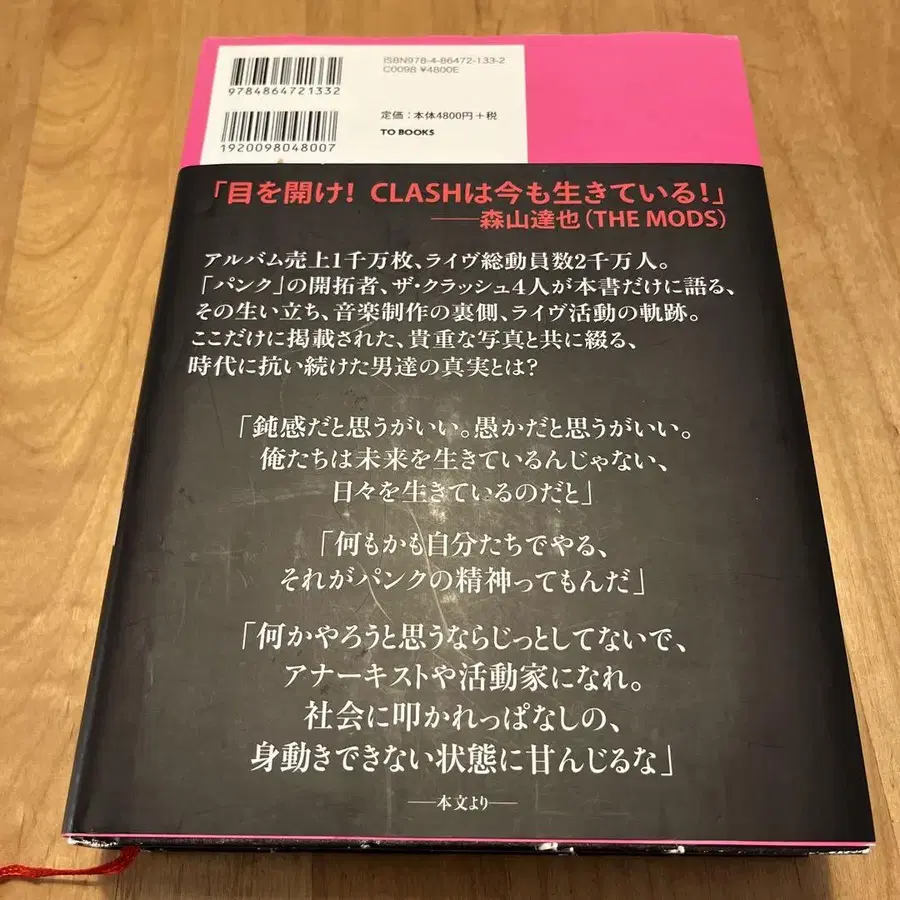 ISBN978-4-86472-133-2
C0098 ¥4800E
9784864721332
定価：本体4800円+税
TO BOOKS
1920098048007
「目を開け！ CLASHは今も生きている！」
──森山達也（THE MODS）
アルバム売上1千万枚、ライヴ総動員数2千万人。
「パンク」の開拓者、ザ・クラッシュ4人が本書だけに語る、
その生い立ち、音楽制作の裏側、ライヴ活動の軌跡。
ここだけに掲載された、貴重な写真と共に綴る、
時代に抗い続けた男達の真実とは？
「鈍感だと思うがいい。愚かだと思うがいい。
俺たちは未来を生きているんじゃない、
日々を生きているのだと」
「何もかも自分たちでやる、
それがパンクの精神ってもんだ」
「何かやろうと思うならじっとしてないで、
アナーキストや活動家になれ。
社会に叩かれっぱなしの、
身動きできない状態に甘んじるな」
──本文より──